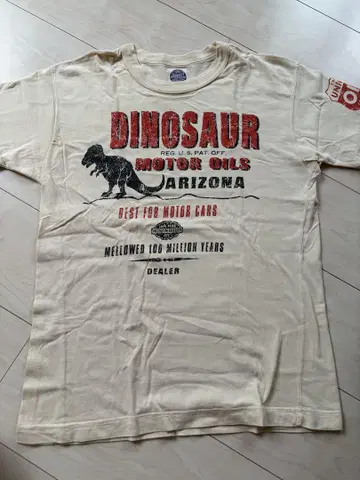 DINOSAUR
REG. U.S. PAT. OFF.
MOTOR OILS
ARIZONA
BEST FOR MOTOR CARS
MELLOWED 100 MILLION YEARS
DEALER